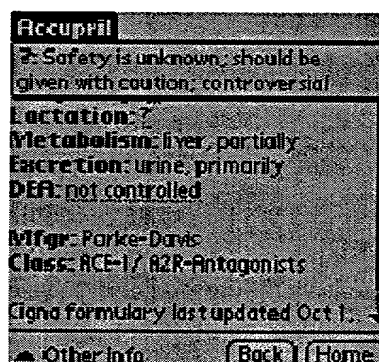 Accupril
?: Safety is unknown; should be
given with caution; controversial
Lactation: ?
Metabolism: liver, partially
Excretion: urine, primarily
DEA: not controlled
Mfgr: Parke-Davis
Class: ACE-I / A2R-Antagonists
Cigna formulary last updated Oct 1,
Other Info
Back
Home